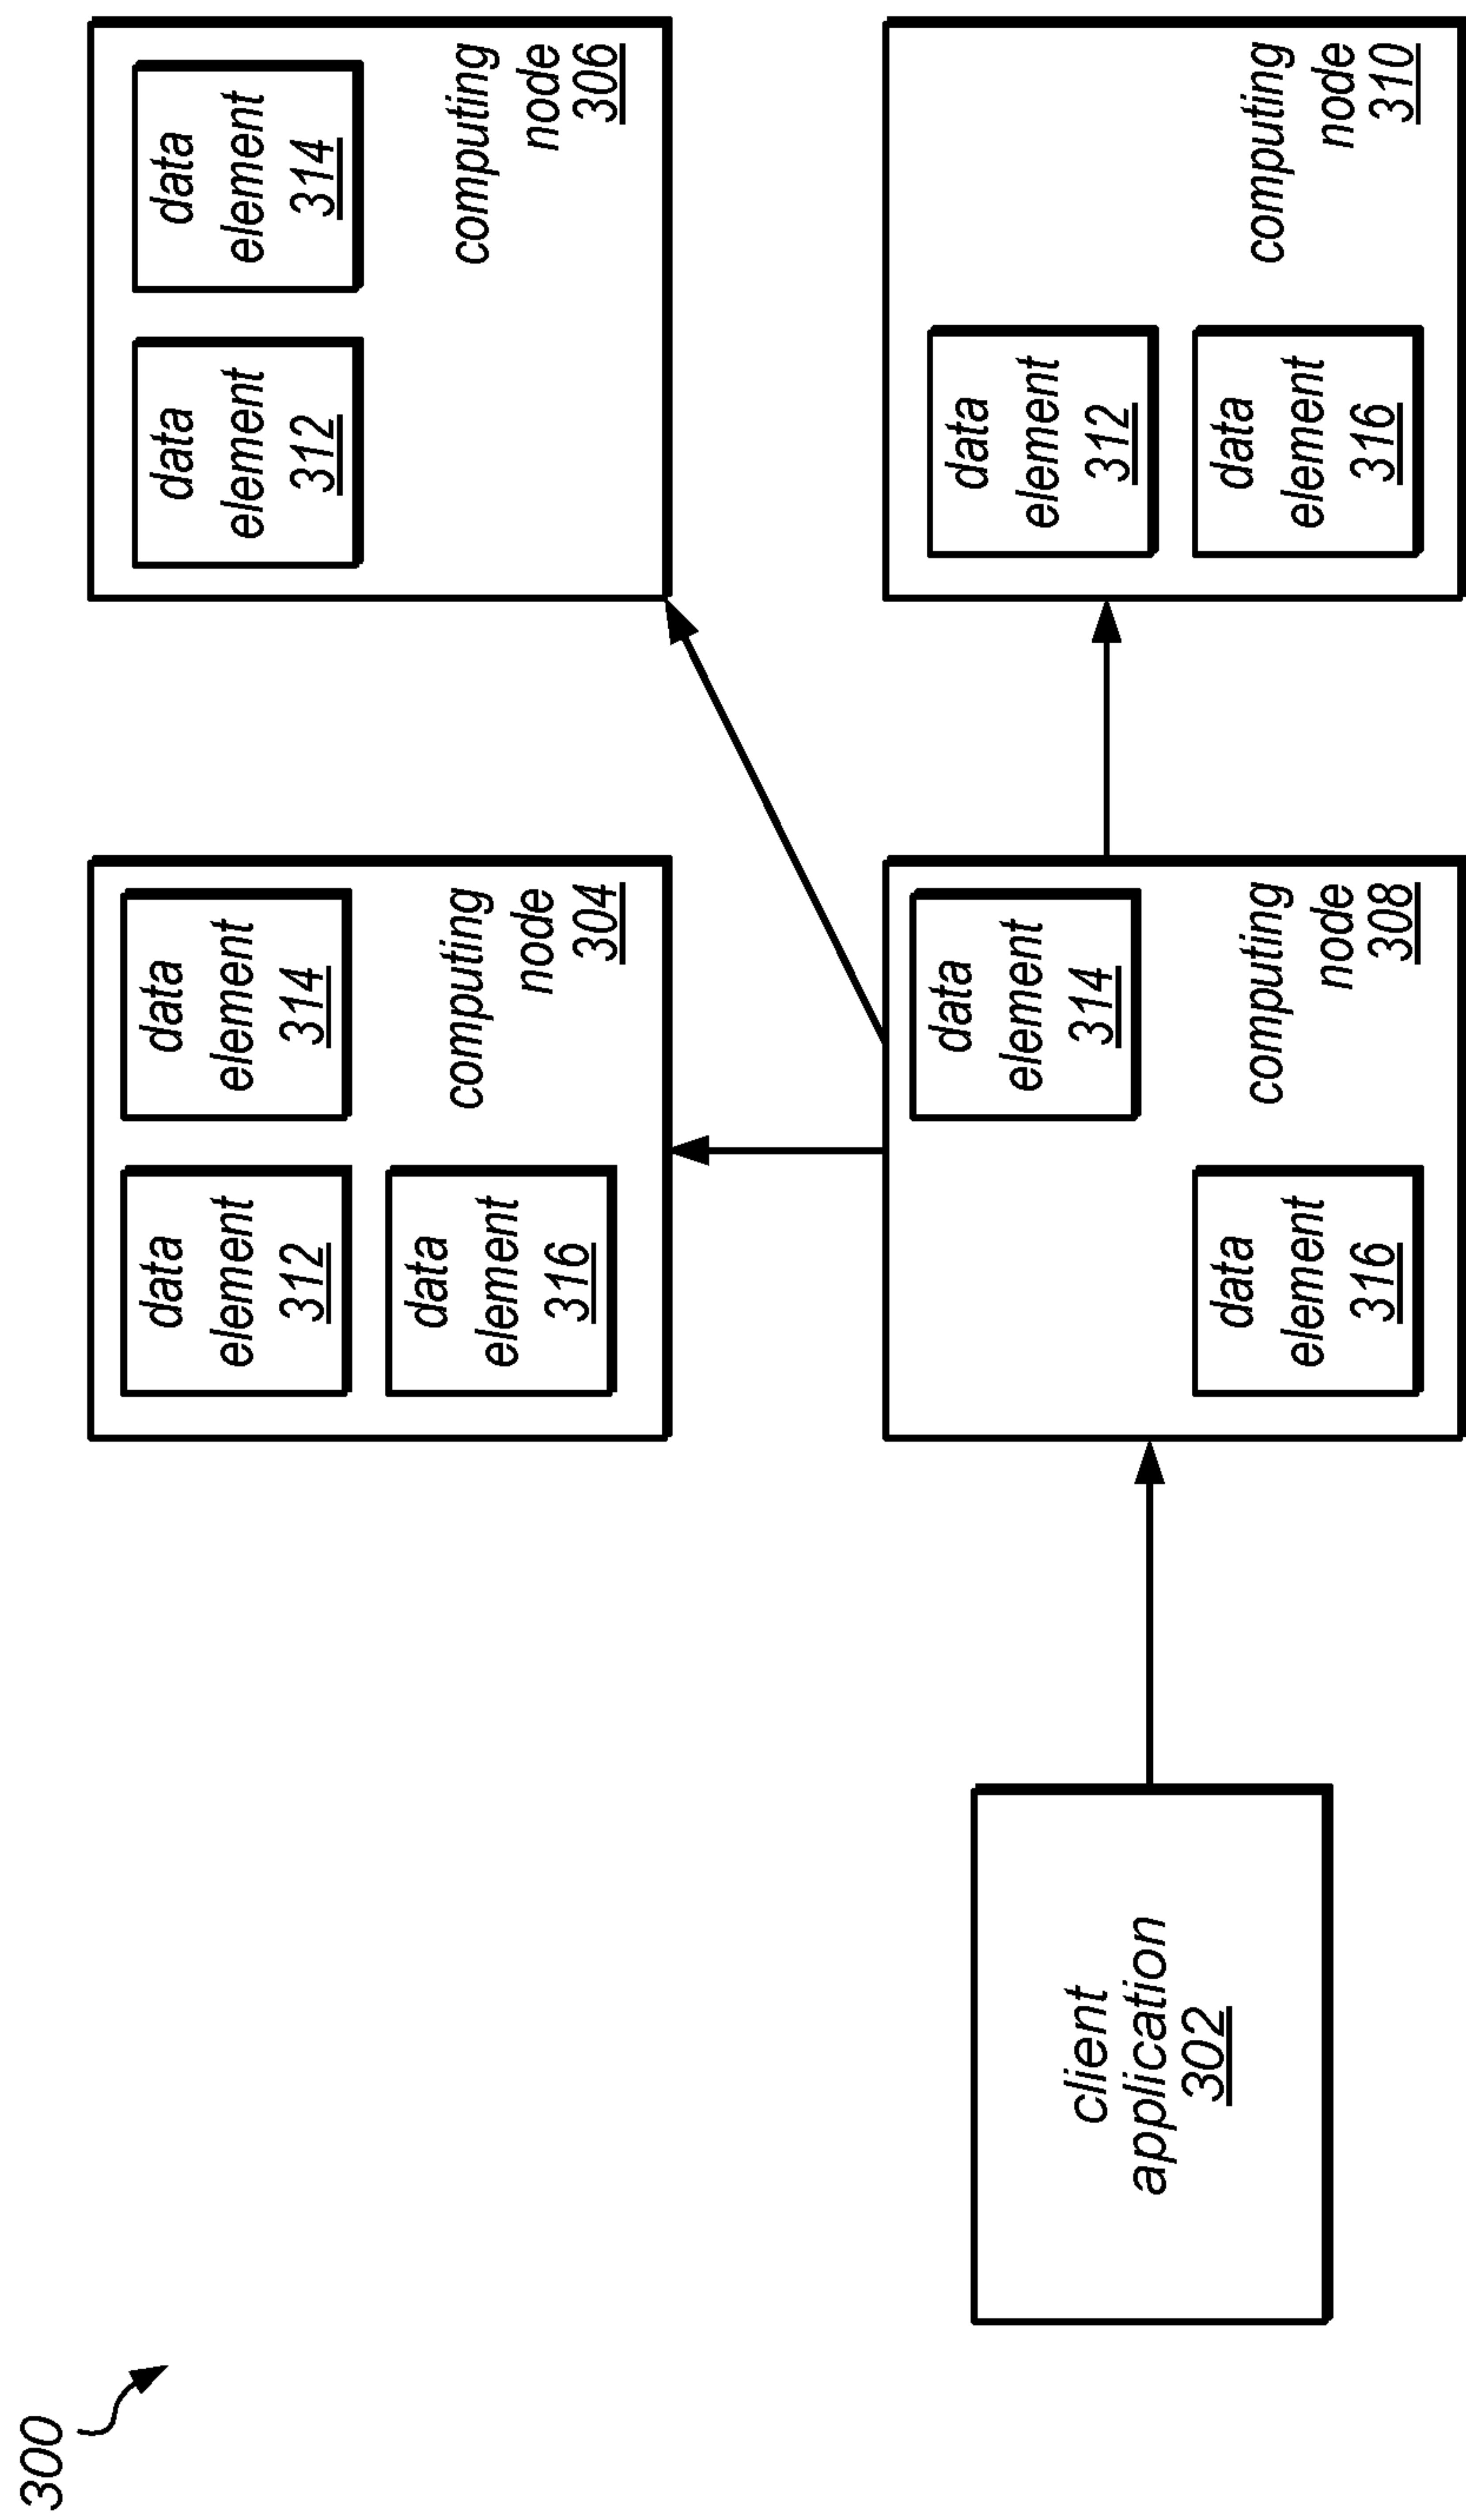 300
client
application
302
data
element
312
data
element
314
data
element
316
computing
node
304
data
element
312
data
element
314
computing
node
306
data
element
314
data
element
316
computing
node
308
data
element
312
data
element
316
computing
node
310